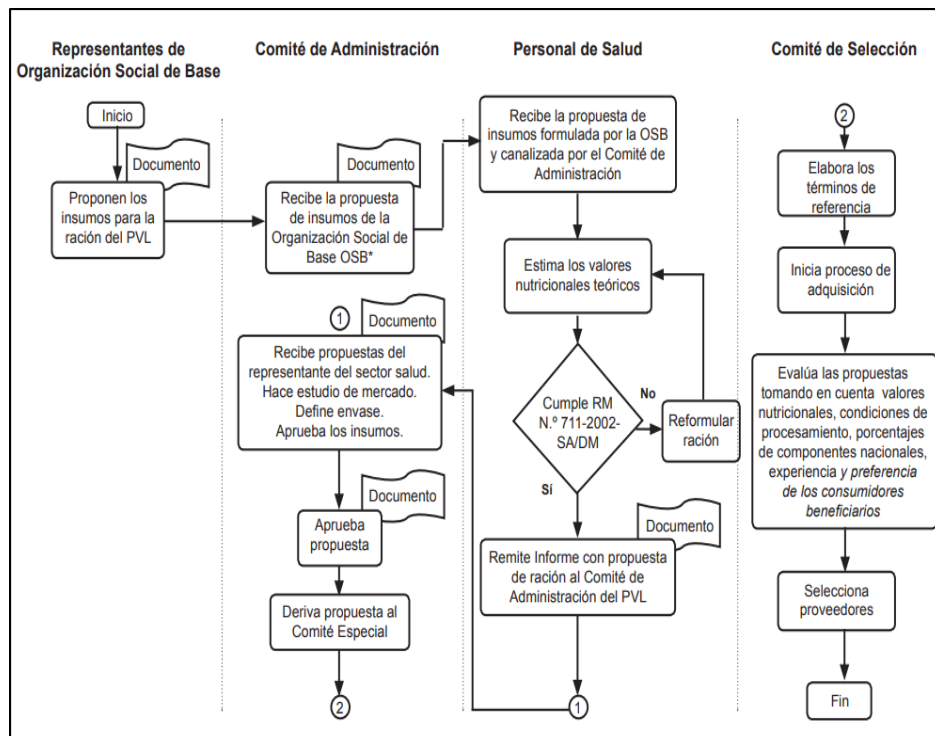 Representantes de
Organización Social de Base
Inicio
Documento
Proponen los
insumos para la
ración del PVL
Comité de Administración
Documento
Recibe la propuesta
de insumos de la
Organización Social de
Base OSB*
1
Documento
Recibe propuestas del
representante del sector salud.
Hace estudio de mercado.
Define envase.
Aprueba los insumos.
Documento
Aprueba
propuesta
Deriva propuesta al
Comité Especial
2
Personal de Salud
Recibe la propuesta de
insumos formulada por la OSB
y canalizada por el Comité de
Administración
Estima los valores
nutricionales teóricos
Cumple RM
N.º 711-2002-
SA/DM
No
Reformular
ración
Sí
Documento
Remite Informe con propuesta
de ración al Comité de
Administración del PVL
1
Comité de Selección
2
Elabora los
términos de
referencia
Inicia proceso de
adquisición
Evalúa las propuestas
tomando en cuenta valores
nutricionales, condiciones de
procesamiento, porcentajes
de componentes nacionales,
experiencia y preferencia
de los consumidores
beneficiarios
Selecciona
proveedores
Fin